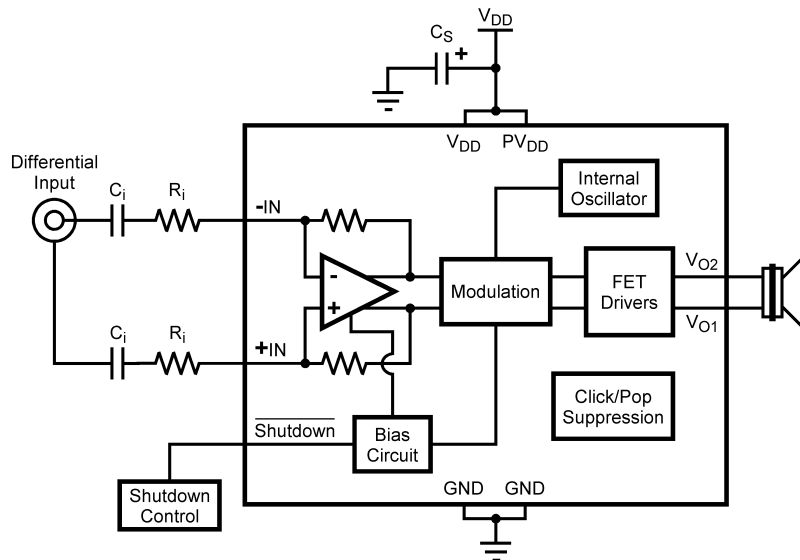 VDD
CS
+
VDD PVDD
Differential
Input
Ci Ri -IN
Internal
Oscillator
-
+
Modulation
FET
Drivers
VO2
VO1
Ci Ri +IN
Click/Pop
Suppression
Shutdown
Bias
Circuit
Shutdown
Control
GND GND